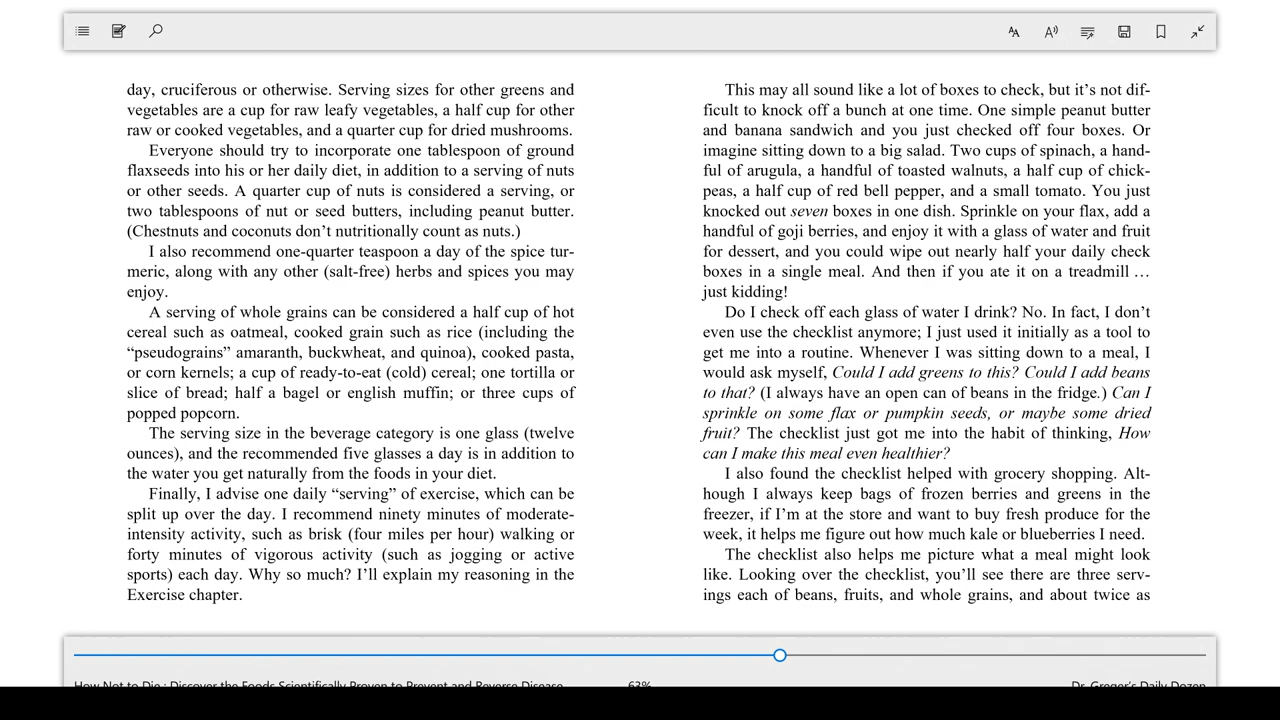 day, cruciferous or otherwise. Serving sizes for other greens and
vegetables are a cup for raw leafy vegetables, a half cup for other
raw or cooked vegetables, and a quarter cup for dried mushrooms.
Everyone should try to incorporate one tablespoon of ground
flaxseeds into his or her daily diet, in addition to a serving of nuts
or other seeds. A quarter cup of nuts is considered a serving, or
two tablespoons of nut or seed butters, including peanut butter.
(Chestnuts and coconuts don’t nutritionally count as nuts.)
I also recommend one-quarter teaspoon a day of the spice tur-
meric, along with any other (salt-free) herbs and spices you may
enjoy.
A serving of whole grains can be considered a half cup of hot
cereal such as oatmeal, cooked grain such as rice (including the
“pseudograins” amaranth, buckwheat, and quinoa), cooked pasta,
or corn kernels; a cup of ready-to-eat (cold) cereal; one tortilla or
slice of bread; half a bagel or english muffin; or three cups of
popped popcorn.
The serving size in the beverage category is one glass (twelve
ounces), and the recommended five glasses a day is in addition to
the water you get naturally from the foods in your diet.
Finally, I advise one daily “serving” of exercise, which can be
split up over the day. I recommend ninety minutes of moderate-
intensity activity, such as brisk (four miles per hour) walking or
forty minutes of vigorous activity (such as jogging or active
sports) each day. Why so much? I’ll explain my reasoning in the
Exercise chapter.
This may all sound like a lot of boxes to check, but it’s not dif-
ficult to knock off a bunch at one time. One simple peanut butter
and banana sandwich and you just checked off four boxes. Or
imagine sitting down to a big salad. Two cups of spinach, a hand-
ful of arugula, a handful of toasted walnuts, a half cup of chick-
peas, a half cup of red bell pepper, and a small tomato. You just
knocked out seven boxes in one dish. Sprinkle on your flax, add a
handful of goji berries, and enjoy it with a glass of water and fruit
for dessert, and you could wipe out nearly half your daily check
boxes in a single meal. And then if you ate it on a treadmill …
just kidding!
Do I check off each glass of water I drink? No. In fact, I don’t
even use the checklist anymore; I just used it initially as a tool to
get me into a routine. Whenever I was sitting down to a meal, I
would ask myself, Could I add greens to this? Could I add beans
to that? (I always have an open can of beans in the fridge.) Can I
sprinkle on some flax or pumpkin seeds, or maybe some dried
fruit? The checklist just got me into the habit of thinking, How
can I make this meal even healthier?
I also found the checklist helped with grocery shopping. Alt-
hough I always keep bags of frozen berries and greens in the
freezer, if I’m at the store and want to buy fresh produce for the
week, it helps me figure out how much kale or blueberries I need.
The checklist also helps me picture what a meal might look
like. Looking over the checklist, you’ll see there are three serv-
ings each of beans, fruits, and whole grains, and about twice as
How Not to Die : Discover the Foods Scientifically Proven to Prevent and Reverse Disease
63%
Dr. Greger’s Daily Dozen